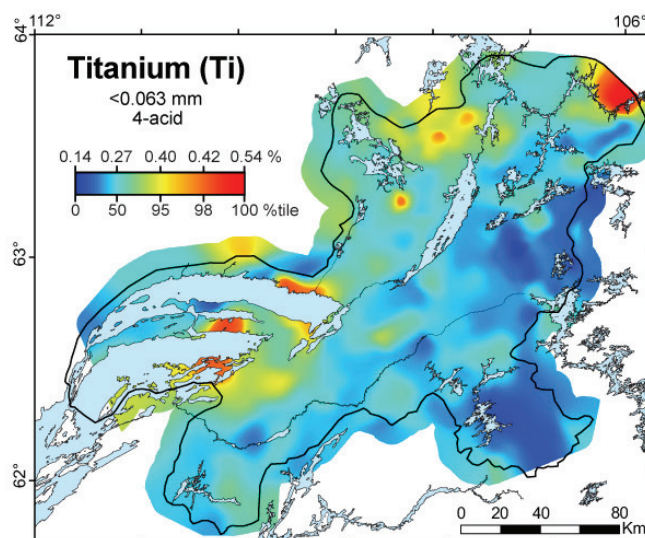 112° 106°
64°
Titanium (Ti)
<0.063 mm
4-acid
0.14 0.27 0.40 0.42 0.54 %
0 50 95 98 100 %tile
63°
62°
0 20 40 80
Km